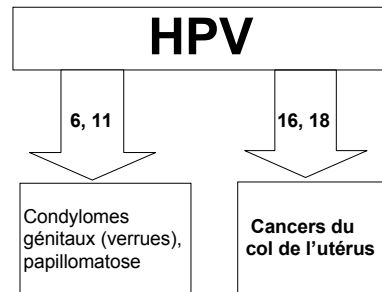 HPV
6, 11
16, 18
Condylomes
génitaux (verrues),
papillomatose
Cancers du
col de l’utérus